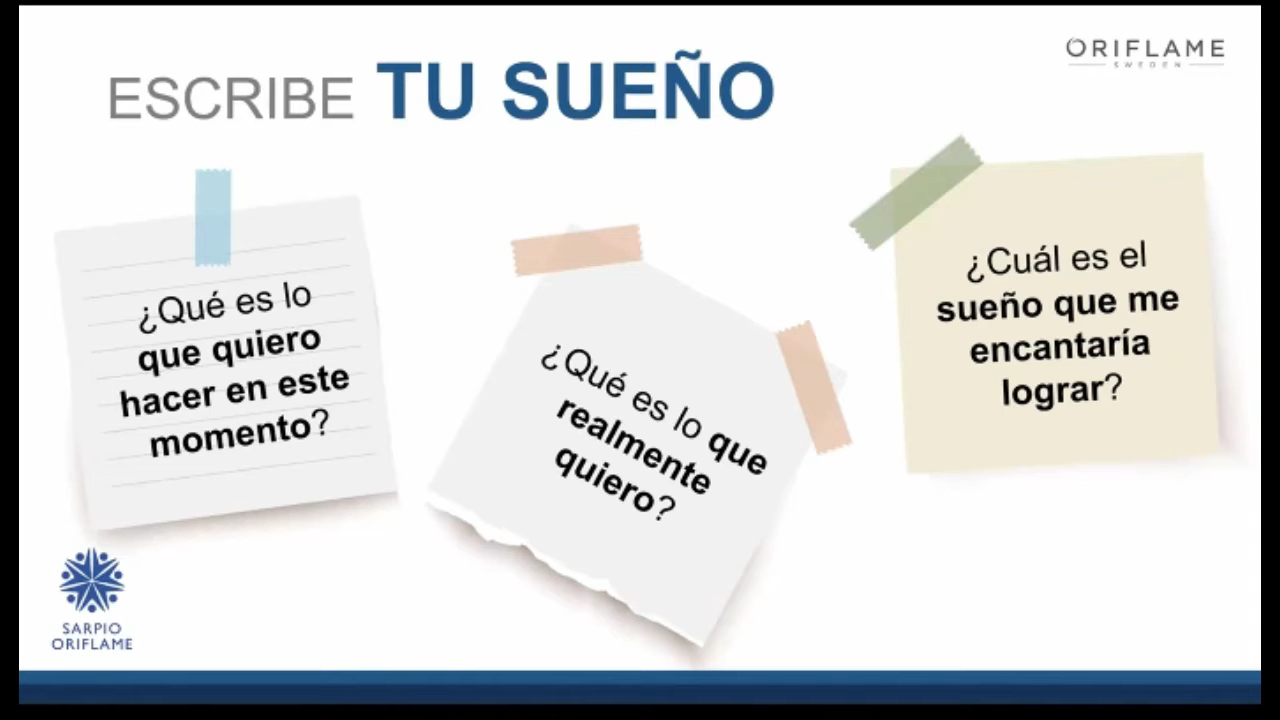 ESCRIBE TU SUEÑO
ORIFLAME
SWEDEN
¿Qué es lo
que quiero
hacer en este
momento?
¿Qué es lo que
realmente
quiero?
¿Cuál es el
sueño que me
encantaría
lograr?
SARPIO
ORIFLAME